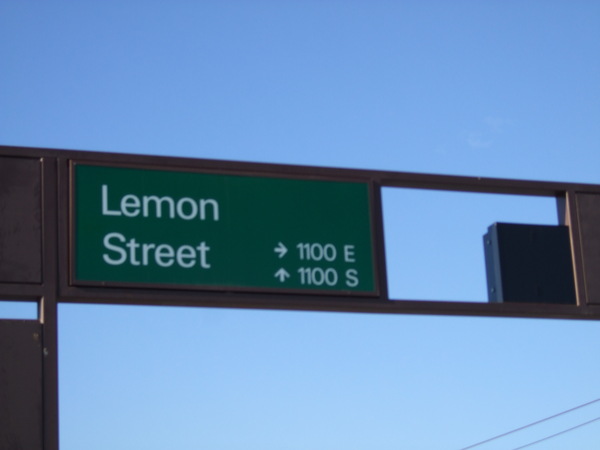 Lemon
Street
→ 1100 E
↑ 1100 S